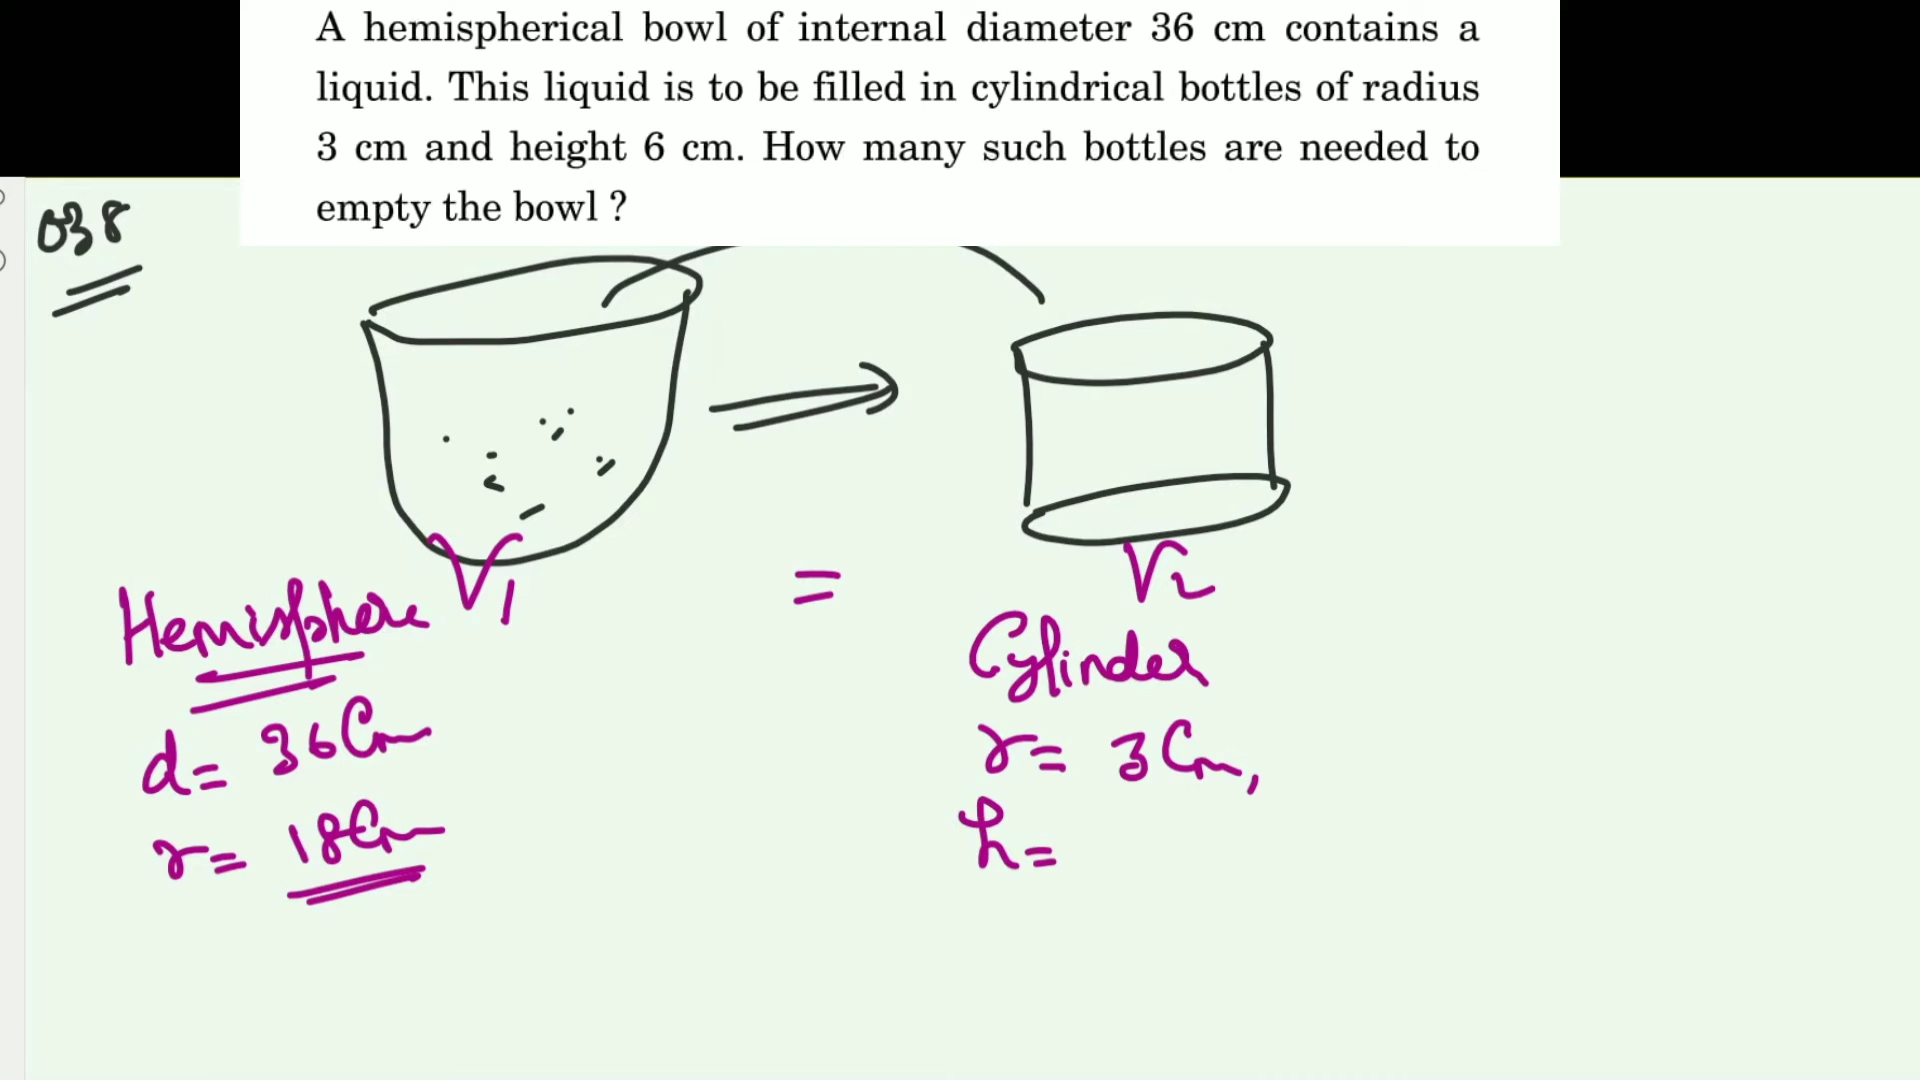 A hemispherical bowl of internal diameter 36 cm contains a
liquid. This liquid is to be filled in cylindrical bottles of radius
3 cm and height 6 cm. How many such bottles are needed to
empty the bowl ?
038
V1 = V2
Hemisphere
Cylinder
d= 36Cm
r= 3Cm,
r= 18Cm
h=